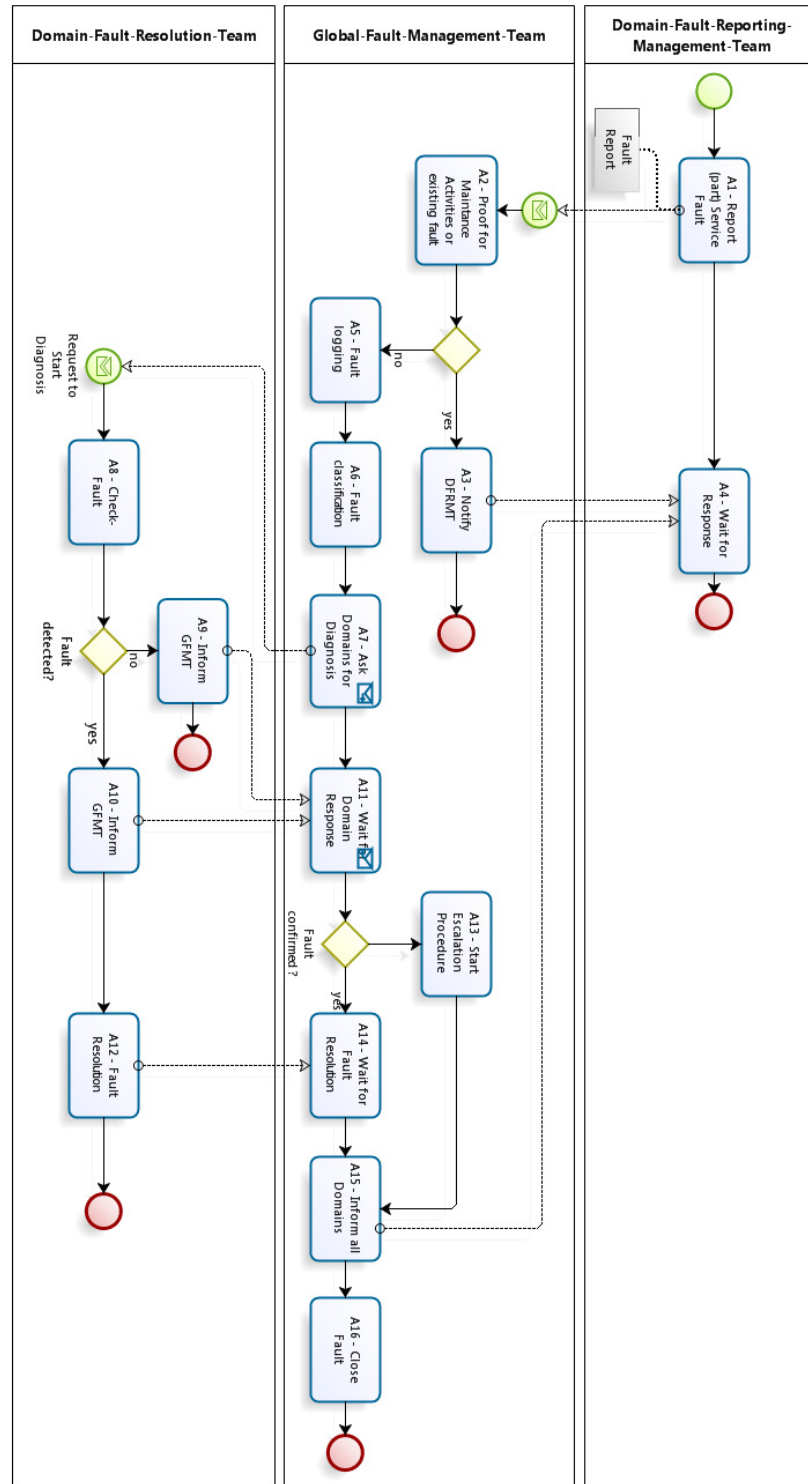 Domain-Fault-Resolution-Team
Global-Fault-Management-Team
Domain-Fault-Reporting-
Management-Team
Fault
Report
A1 - Report
(part) Service
Fault
A2 - Proof for
Maintance
Activities or
existing fault
A5 - Fault
logging
no
yes
Request to
Start
Diagnosis
A8 - Check-
Fault
A6 - Fault
classification
A3 - Notify
DFRMT
A4 - Wait for
Response
A9 - Inform
GFMT
A7 - Ask
Domains for
Diagnosis
Fault
detected?
no
yes
A10 - Inform
GFMT
A11 - Wait f
Domain
Response
A13 - Start
Escalation
Procedure
Fault
confirmed?
yes
A12 - Fault
Resolution
A14 - Wait for
Fault
Resolution
A15 - Inform all
Domains
A16 - Close
Fault